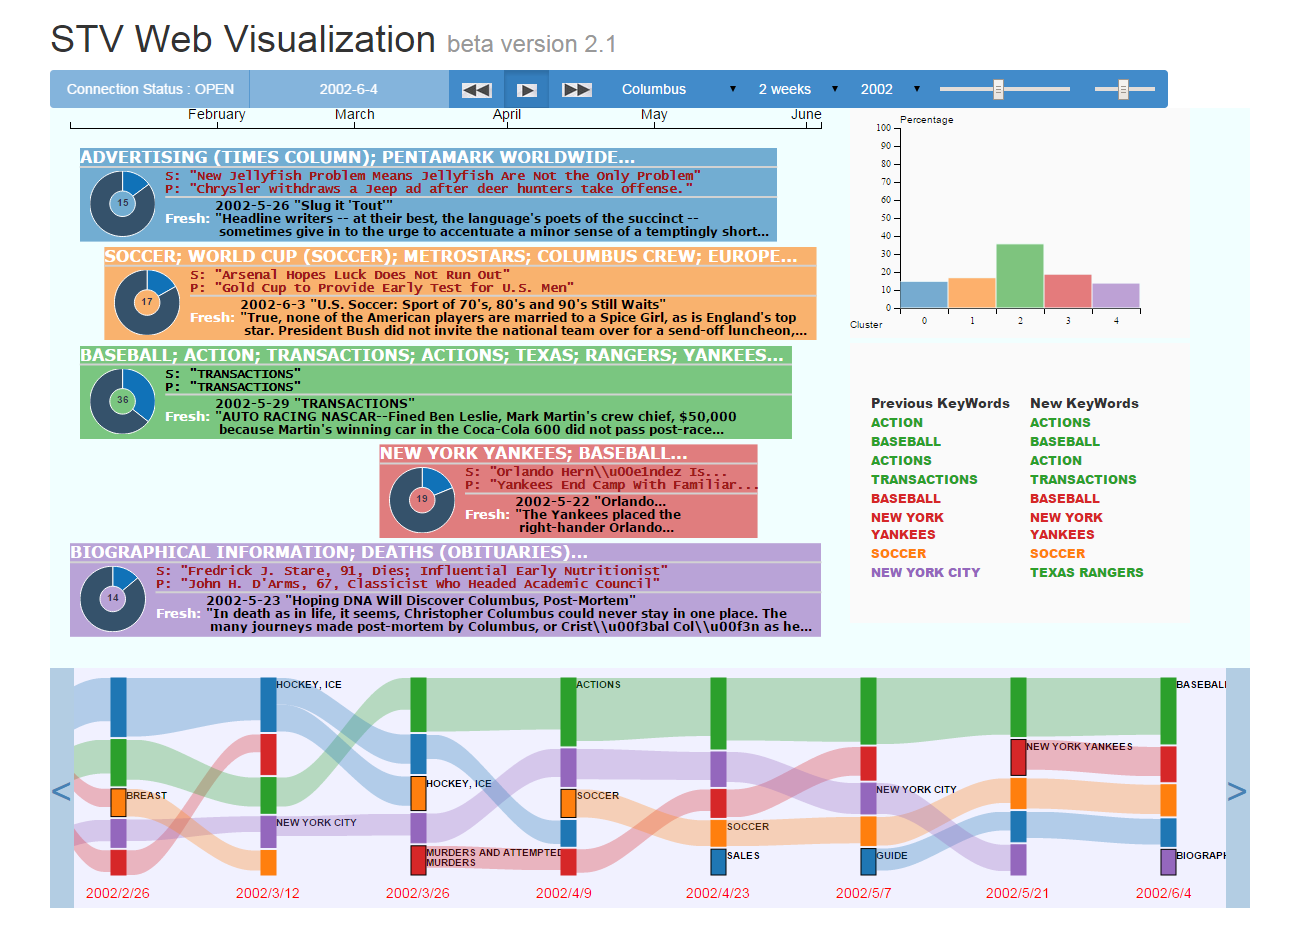 STV Web Visualization beta version 2.1
Connection Status : OPEN 2002-6-4 Columbus 2 weeks 2002
February March April May June
ADVERTISING (TIMES COLUMN); PENTAMARK WORLDWIDE...
S: "New Jellyfish Problem Means Jellyfish Are Not the Only Problem"
P: "Chrysler withdraws a Jeep ad after deer hunters take offense."
15
2002-5-26 "Slug it 'Tout'"
Fresh: "Headline writers -- at their best, the language's poets of the succinct --
sometimes give in to the urge to accentuate a minor sense of a temptingly short...
SOCCER; WORLD CUP (SOCCER); METROSTARS; COLUMBUS CREW; EUROPE...
S: "Arsenal Hopes Luck Does Not Run Out"
P: "Gold Cup to Provide Early Test for U.S. Men"
17
2002-6-3 "U.S. Soccer: Sport of 70's, 80's and 90's Still Waits"
Fresh: "True, none of the American players are married to a Spice Girl, as is England's top
star. President Bush did not invite the national team over for a send-off luncheon,...
BASEBALL; ACTION; TRANSACTIONS; ACTIONS; TEXAS; RANGERS; YANKEES...
S: "TRANSACTIONS"
P: "TRANSACTIONS"
36
2002-5-29 "TRANSACTIONS"
Fresh: "AUTO RACING NASCAR--Fined Ben Leslie, Mark Martin's crew chief, $50,000
because Martin's winning car in the Coca-Cola 600 did not pass post-race...
NEW YORK YANKEES; BASEBALL...
S: "Orlando Hern\\u00e1ndez Is...
P: "Yankees End Camp With Familiar...
19
2002-5-22 "Orlando...
Fresh: "The Yankees placed the
right-hander Orlando...
BIOGRAPHICAL INFORMATION; DEATHS (OBITUARIES)...
S: "Fredrick J. Stare, 91, Dies; Influential Early Nutritionist"
P: "John H. D'Arms, 67, Classicist Who Headed Academic Council"
14
2002-5-23 "Hoping DNA Will Discover Columbus, Post-Mortem"
Fresh: "In death as in life, it seems, Christopher Columbus could never stay in one place. The
many journeys made post-mortem by Columbus, or Crist\\u00f3bal Col\\u00f3n as he...
Percentage
100
90
80
70
60
50
40
30
20
10
0
Cluster 0 1 2 3 4
Previous KeyWords New KeyWords
ACTION ACTIONS
BASEBALL BASEBALL
ACTIONS ACTION
TRANSACTIONS TRANSACTIONS
BASEBALL BASEBALL
NEW YORK NEW YORK
YANKEES YANKEES
SOCCER SOCCER
NEW YORK CITY TEXAS RANGERS
HOCKEY, ICE ACTIONS BASEBALL
NEW YORK YANKEES
HOCKEY, ICE
NEW YORK CITY
BREAST SOCCER
NEW YORK CITY SOCCER
MURDERS AND ATTEMPTED
MURDERS
SALES GUIDE BIOGRAPH
< >
2002/2/26 2002/3/12 2002/3/26 2002/4/9 2002/4/23 2002/5/7 2002/5/21 2002/6/4